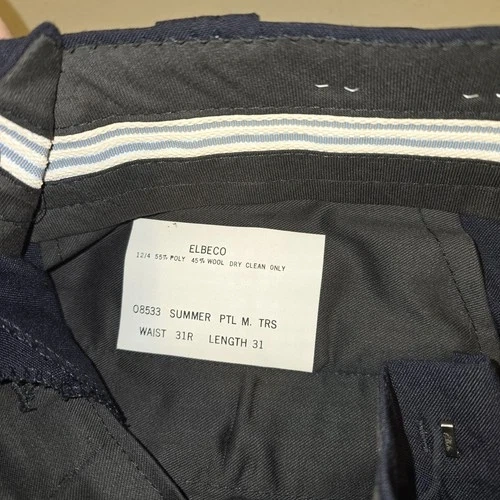 ELBECO
12/4 55% POLY 45% WOOL DRY CLEAN ONLY
08533 SUMMER PTL M. TRS
WAIST 31R LENGTH 31